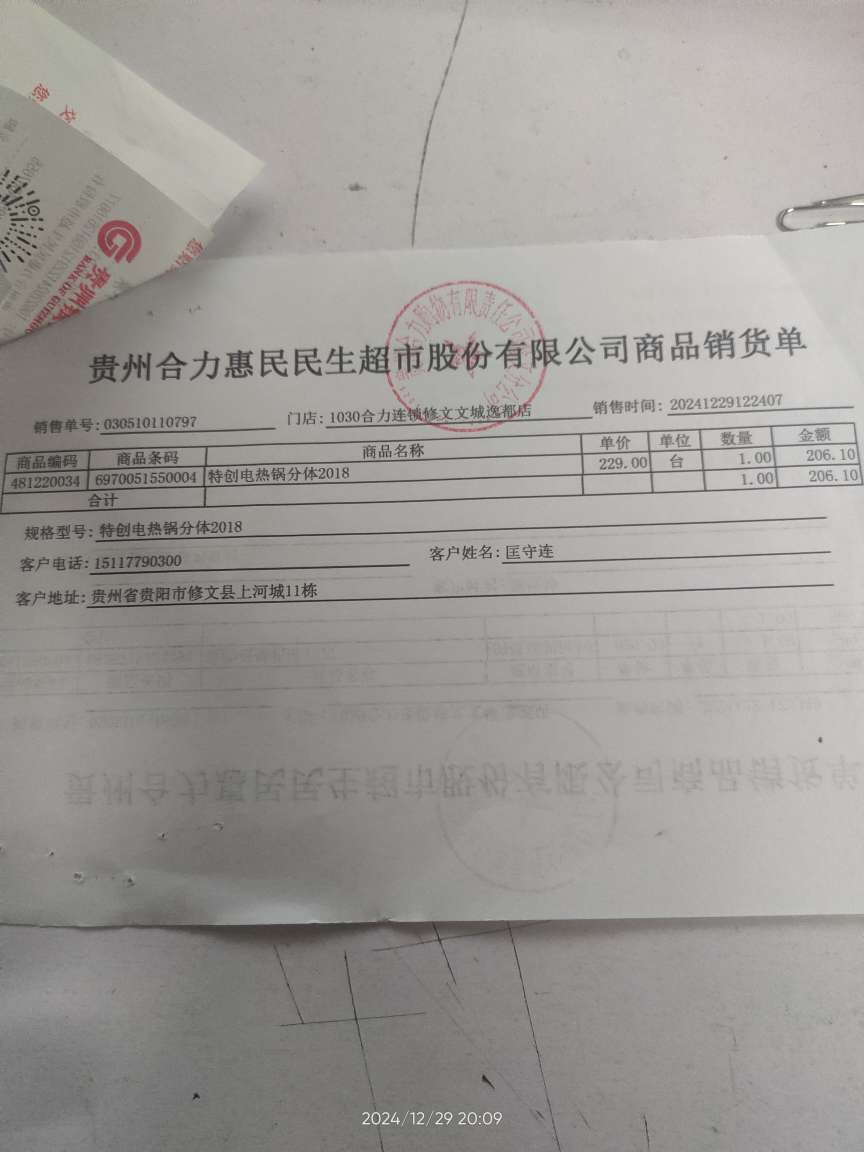 贵州合力惠民民生超市股份有限公司商品销货单
销售单号:030510110797 门店:1030合力连锁修文文城逸都店 销售时间:20241229122407
商品编码 商品条码 商品名称 单价 单位 数量 金额
481220034 6970051550004 特创电热锅分体2018 229.00 台 1.00 206.10
合计 1.00 206.10
规格型号:特创电热锅分体2018
客户电话:15117790300 客户姓名:匡守连
客户地址:贵州省贵阳市修文县上河城11栋
2024/12/29 20:09